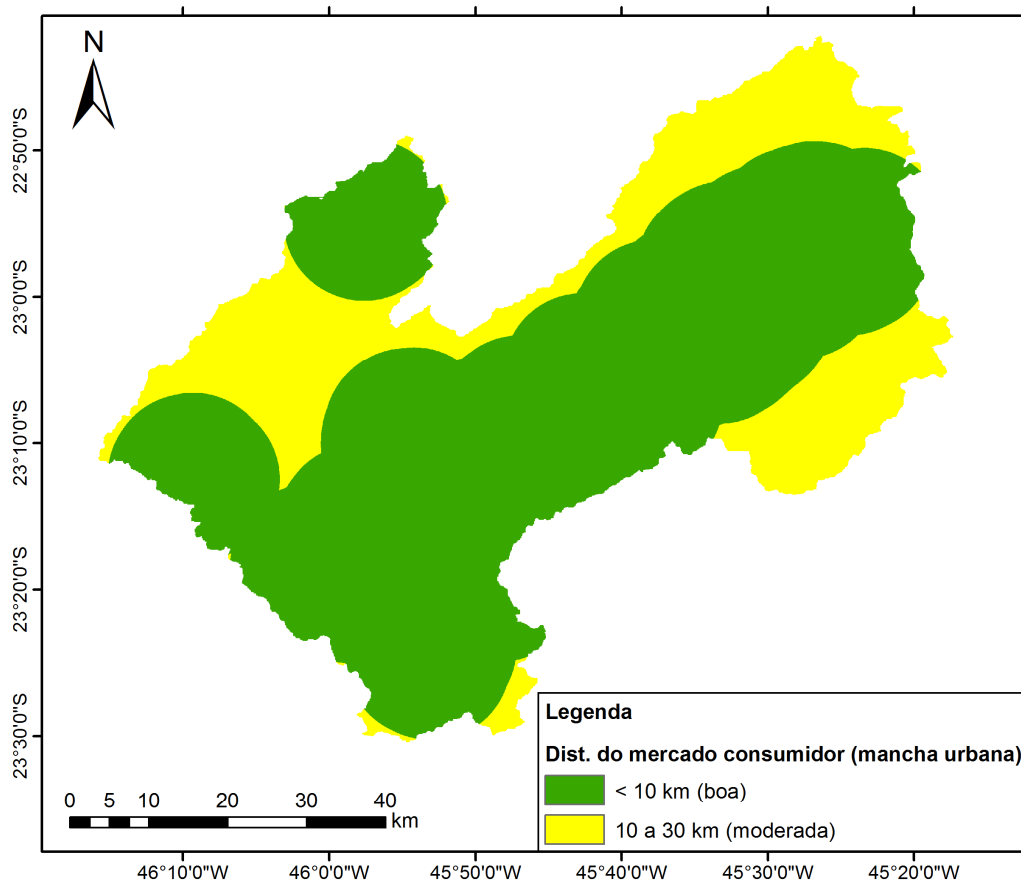 N
22°50'0"S
23°0'0"S
23°10'0"S
23°20'0"S
23°30'0"S
0 5 10 20 30 40
km
Legenda
Dist. do mercado consumidor (mancha urbana)
< 10 km (boa)
10 a 30 km (moderada)
46°10'0"W 46°0'0"W 45°50'0"W 45°40'0"W 45°30'0"W 45°20'0"W